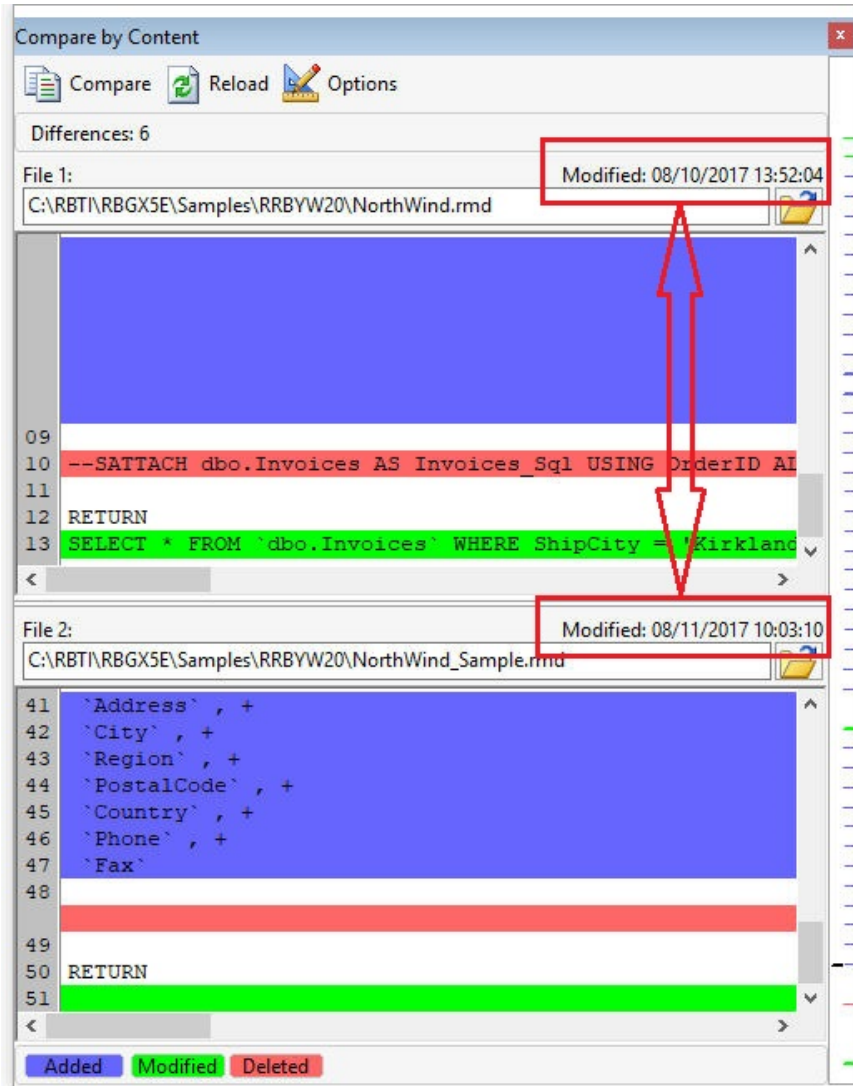 Compare by Content
x
Compare Reload Options
Differences: 6
File 1: Modified: 08/10/2017 13:52:04
C:\RBTI\RBGX5E\Samples\RRBYW20\NorthWind.rmd
09
10 --SATTACH dbo.Invoices AS Invoices_Sql USING OrderID AL
11
12 RETURN
13 SELECT * FROM `dbo.Invoices` WHERE ShipCity = 'Kirkland
File 2: Modified: 08/11/2017 10:03:10
C:\RBTI\RBGX5E\Samples\RRBYW20\NorthWind_Sample.rmd
41 `Address` , +
42 `City` , +
43 `Region` , +
44 `PostalCode` , +
45 `Country` , +
46 `Phone` , +
47 `Fax`
48
49
50 RETURN
51
Added Modified Deleted